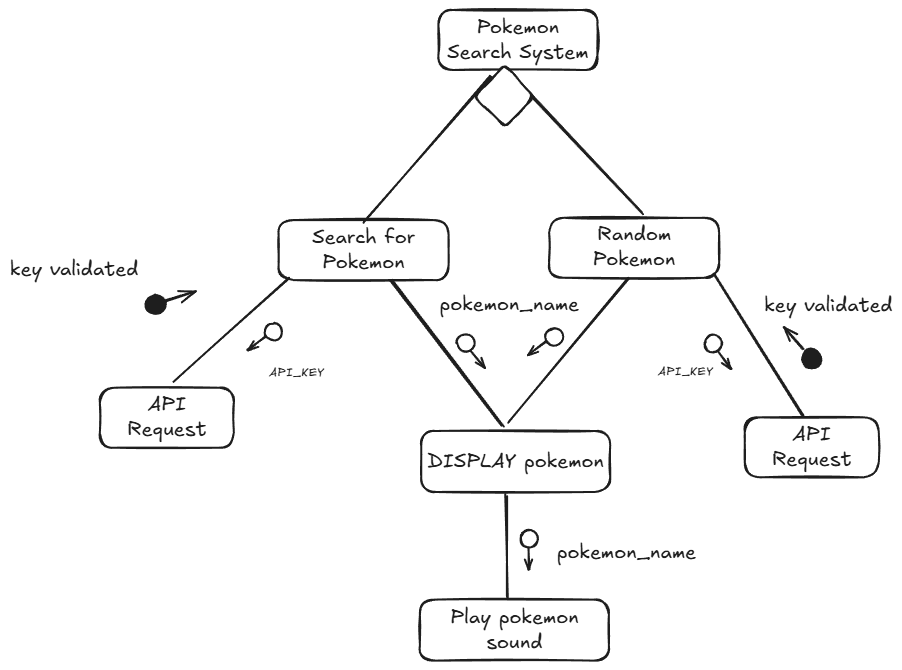 Pokemon
Search System
Search for
Pokemon
Random
Pokemon
key validated
pokemon_name
key validated
API_KEY
API_KEY
API
Request
API
Request
DISPLAY pokemon
pokemon_name
Play pokemon
sound